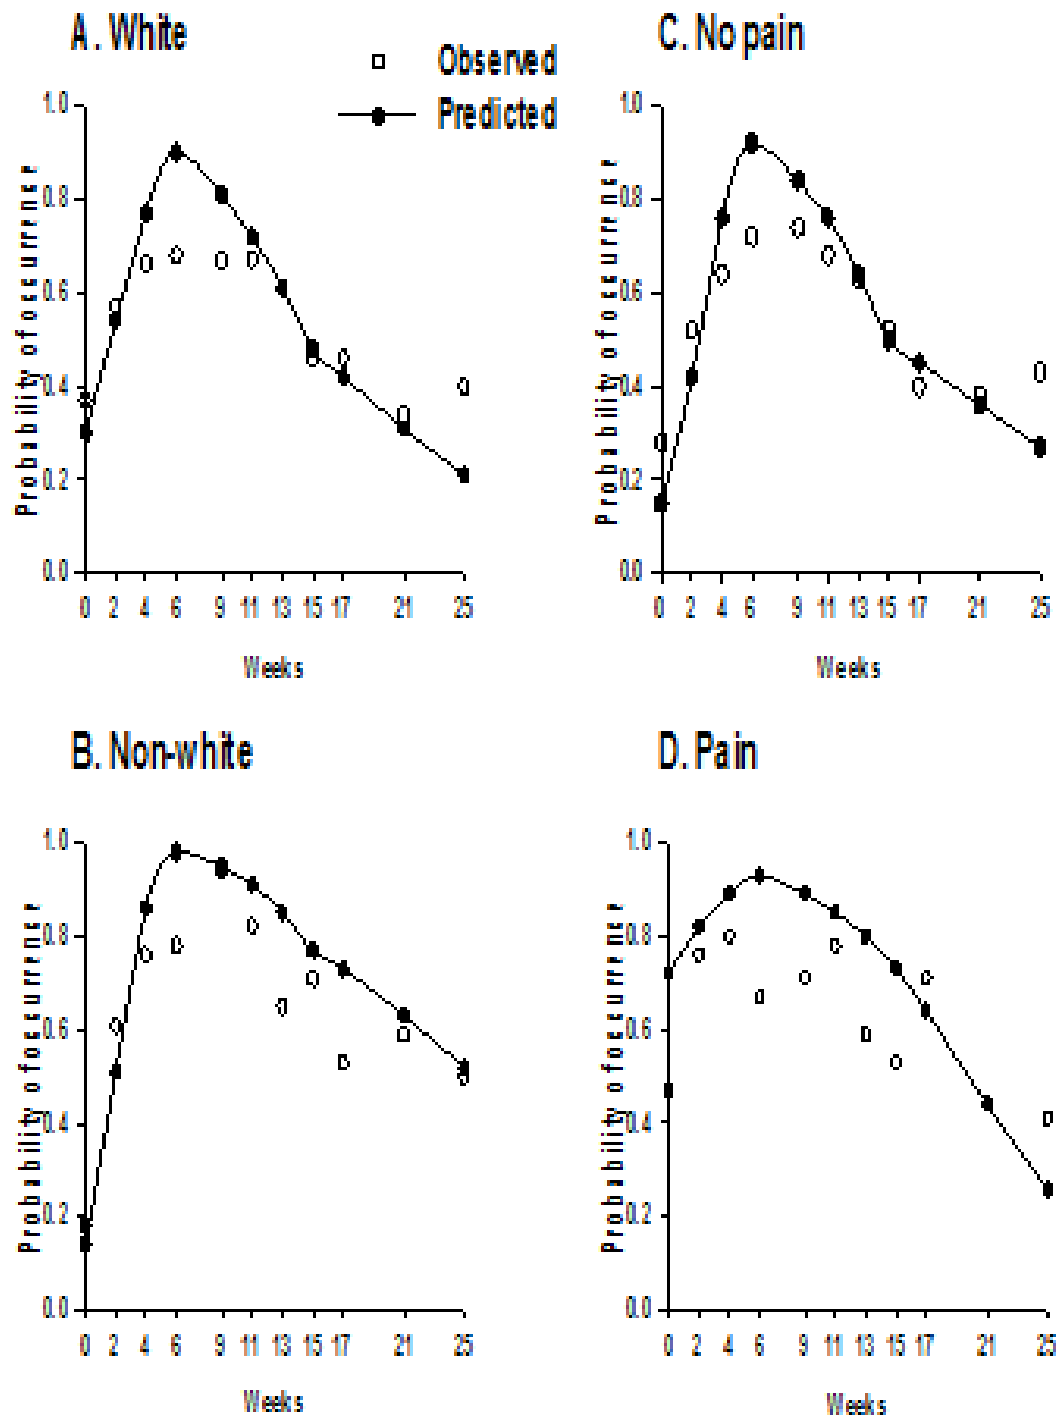 A. White
Observed
Predicted
1.0
0.8
0.6
0.4
0.2
0.0
Probability of occurrence
0 2 4 6 9 11 13 15 17 21 25
Weeks
C. No pain
1.0
0.8
0.6
0.4
0.2
0.0
Probability of occurrence
0 2 4 6 9 11 13 15 17 21 25
Weeks
B. Non-white
1.0
0.8
0.6
0.4
0.2
0.0
Probability of occurrence
0 2 4 6 9 11 13 15 17 21 25
Weeks
D. Pain
1.0
0.8
0.6
0.4
0.2
0.0
Probability of occurrence
0 2 4 6 9 11 13 15 17 21 25
Weeks